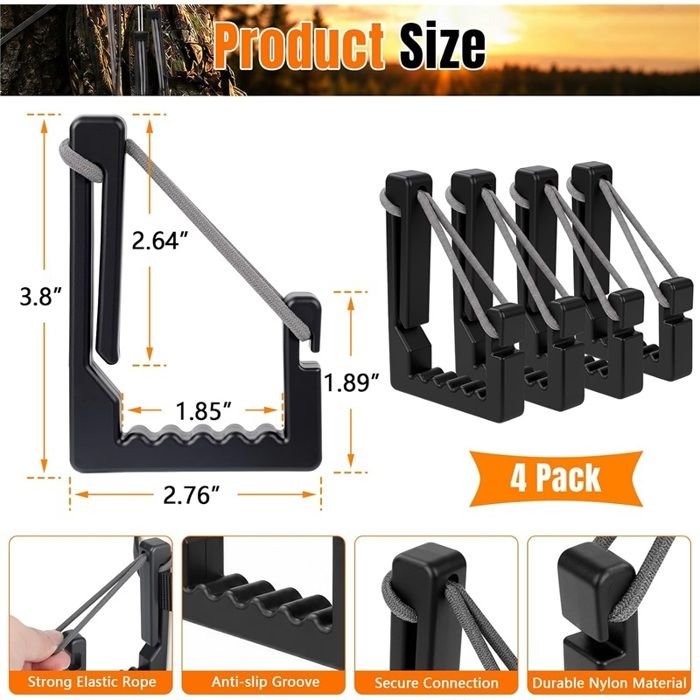 Product Size
2.64”
3.8”
1.89”
1.85”
2.76”
4 Pack
Strong Elastic Rope
Anti-slip Groove
Secure Connection
Durable Nylon Material